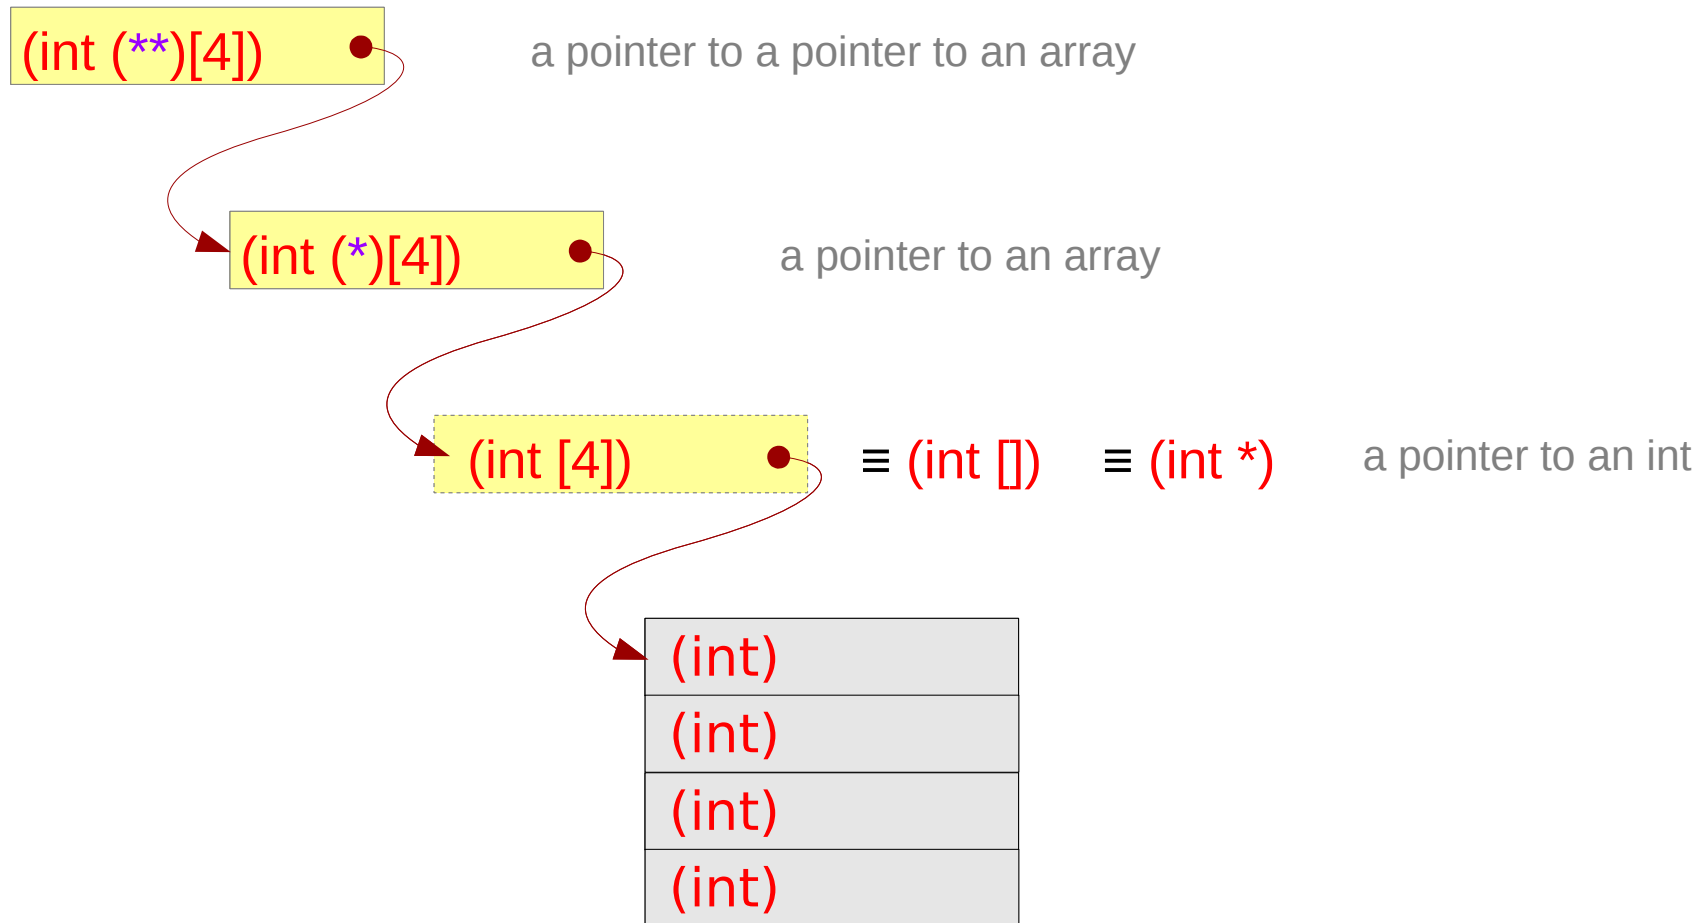 (int (**)[4]) a pointer to a pointer to an array
(int (*)[4]) a pointer to an array
(int [4]) ≡ (int []) ≡ (int *) a pointer to an int
(int)
(int)
(int)
(int)